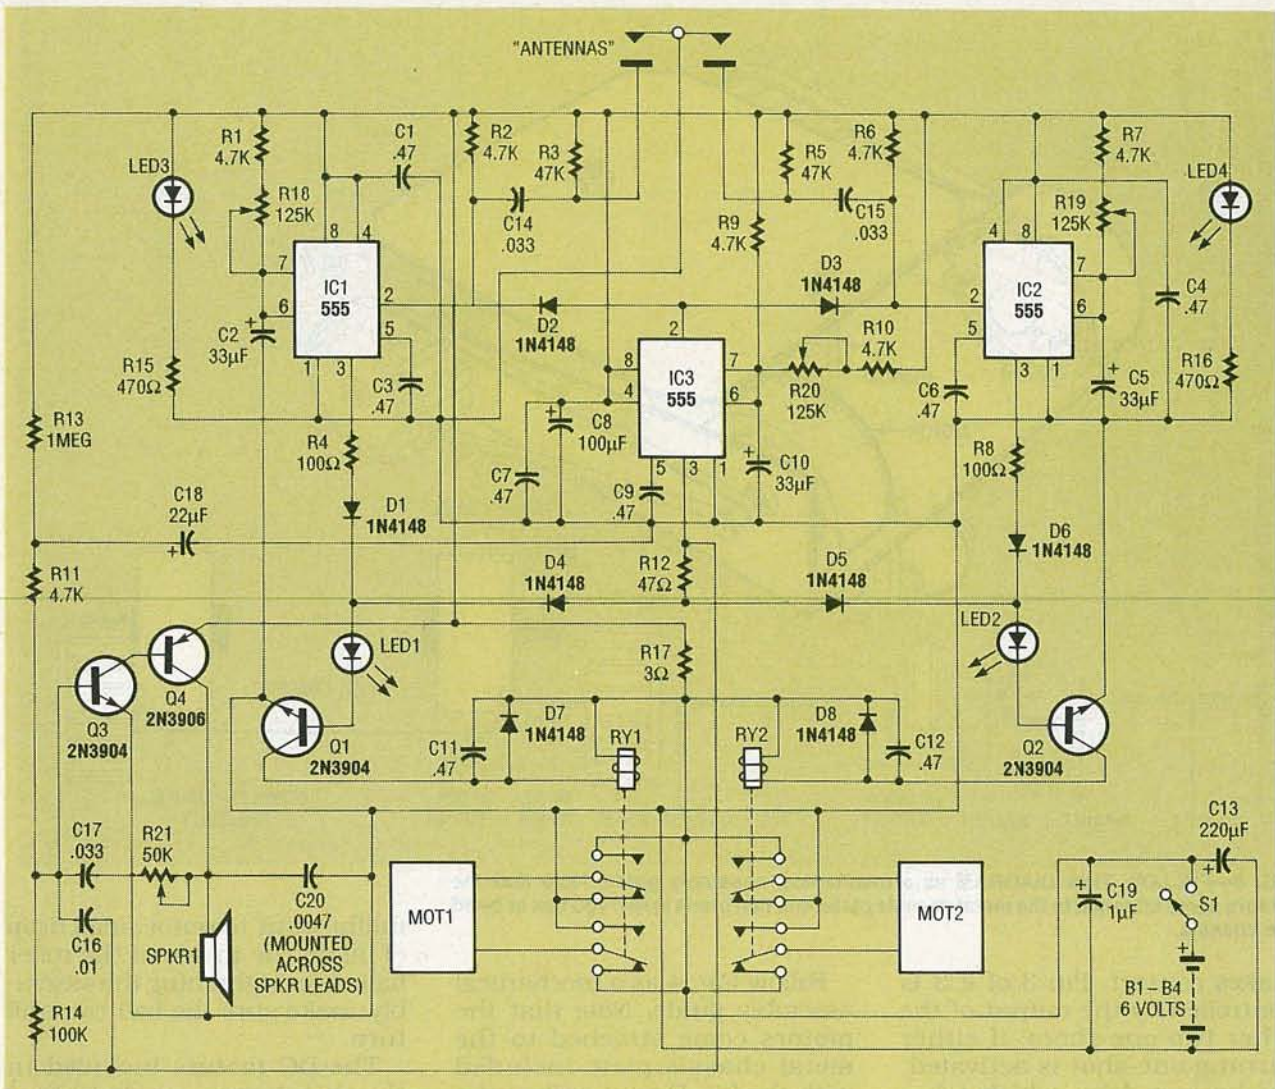 "ANTENNAS"
R1
4.7K
C1
.47
R2
4.7K
R3
47K
R5
47K
R6
4.7K
R7
4.7K
LED3
R18
125K
C14
.033
R9
4.7K
C15
.033
R19
125K
LED4
8
4
7
6
IC1
555
2
5
1
3
D2
1N4148
D3
1N4148
4
8
2
5
IC2
555
7
6
3
1
C4
.47
C2
33µF
+
R15
470Ω
C3
.47
2
8
4
IC3
555
7
6
5
3
1
R20
125K
R10
4.7K
C6
.47
C5
33µF
+
R16
470Ω
R13
1MEG
R4
100Ω
C8
100µF
+
C7
.47
C9
.47
C10
33µF
+
R8
100Ω
C18
22µF
+
D1
1N4148
D6
1N4148
R11
4.7K
D4
1N4148
R12
47Ω
D5
1N4148
LED1
LED2
Q4
2N3906
Q3
2N3904
R17
3Ω
Q1
2N3904
C11
.47
D7
1N4148
RY1
RY2
D8
1N4148
C12
.47
Q2
2N3904
C17
.033
R21
50K
C13
220µF
+
MOT1
MOT2
C19
1µF
+
S1
C16
.01
SPKR1
C20
.0047
(MOUNTED
ACROSS
SPKR LEADS)
+
B1–B4
6 VOLTS
R14
100K